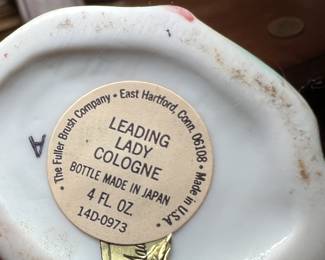 The Fuller Brush Company • East Hartford, Conn. 06108 • Made in U.S.A. •
LEADING
LADY
COLOGNE
BOTTLE MADE IN JAPAN
4 FL. OZ.
14D-0973
A